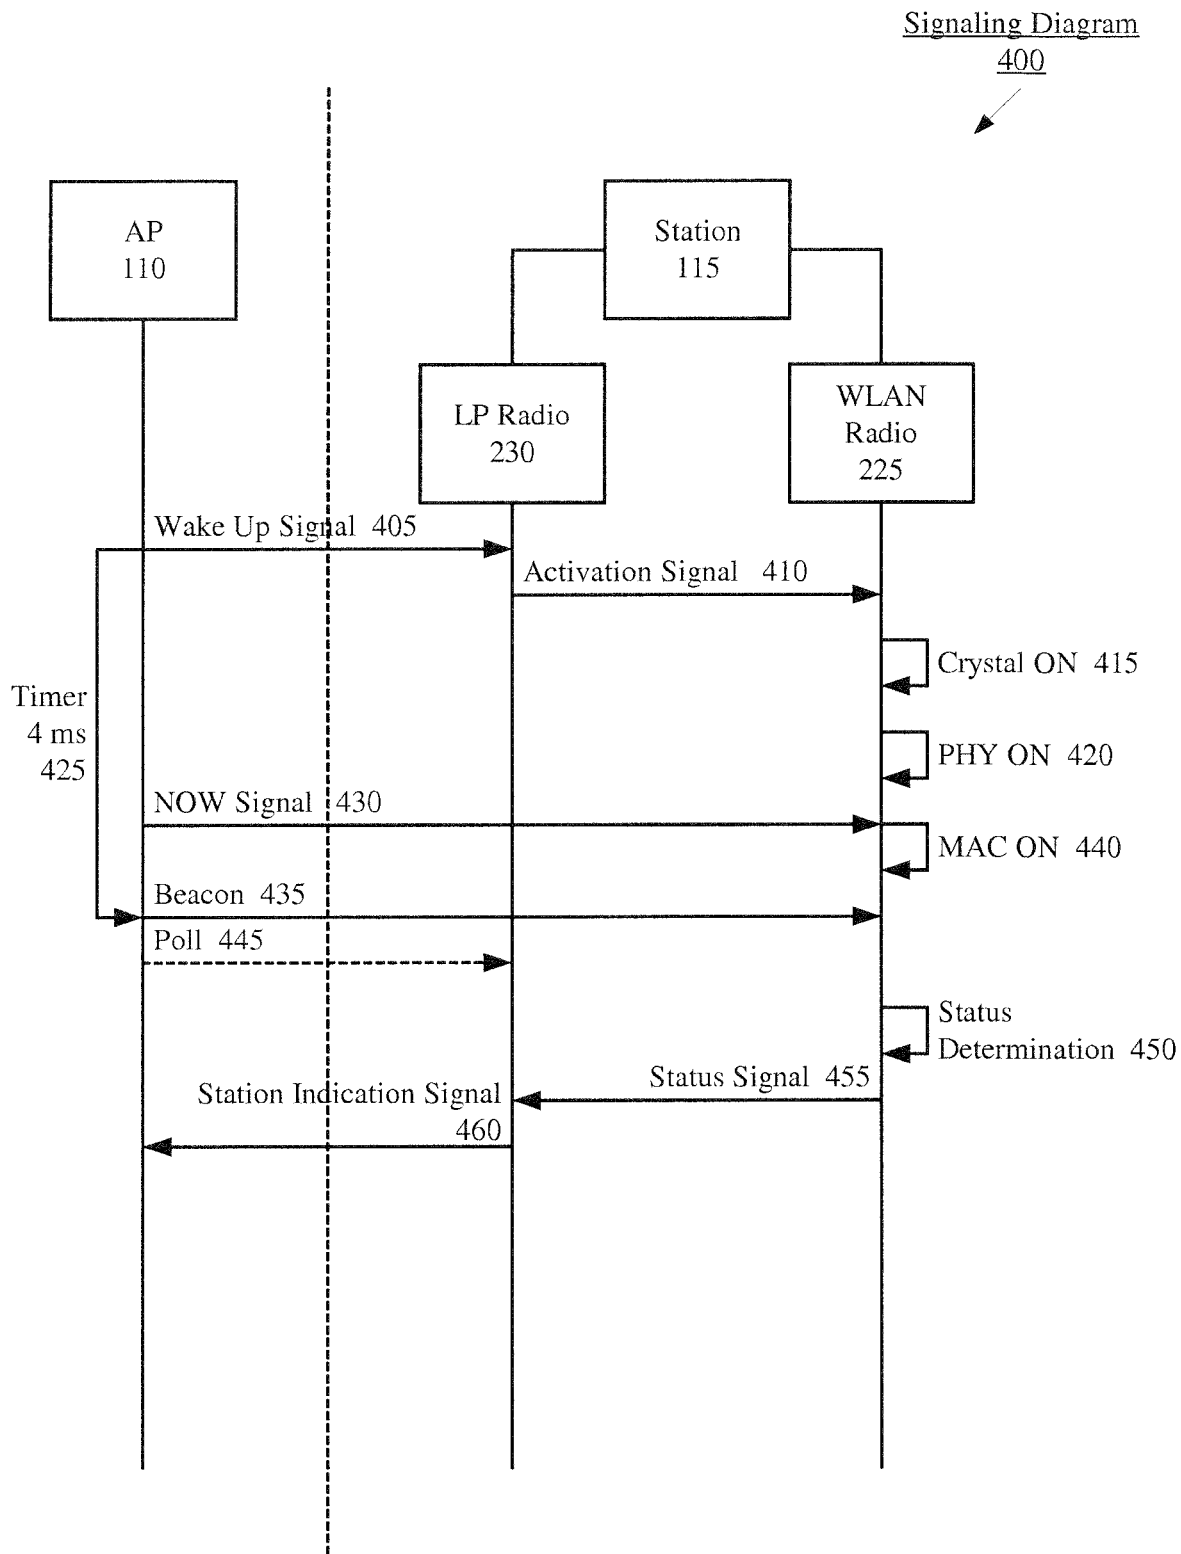 Signaling Diagram
400
AP
110
Station
115
LP Radio
230
WLAN
Radio
225
Wake Up Signal 405
Activation Signal 410
Crystal ON 415
Timer
4 ms
425
PHY ON 420
NOW Signal 430
MAC ON 440
Beacon 435
Poll 445
Status
Determination 450
Status Signal 455
Station Indication Signal
460